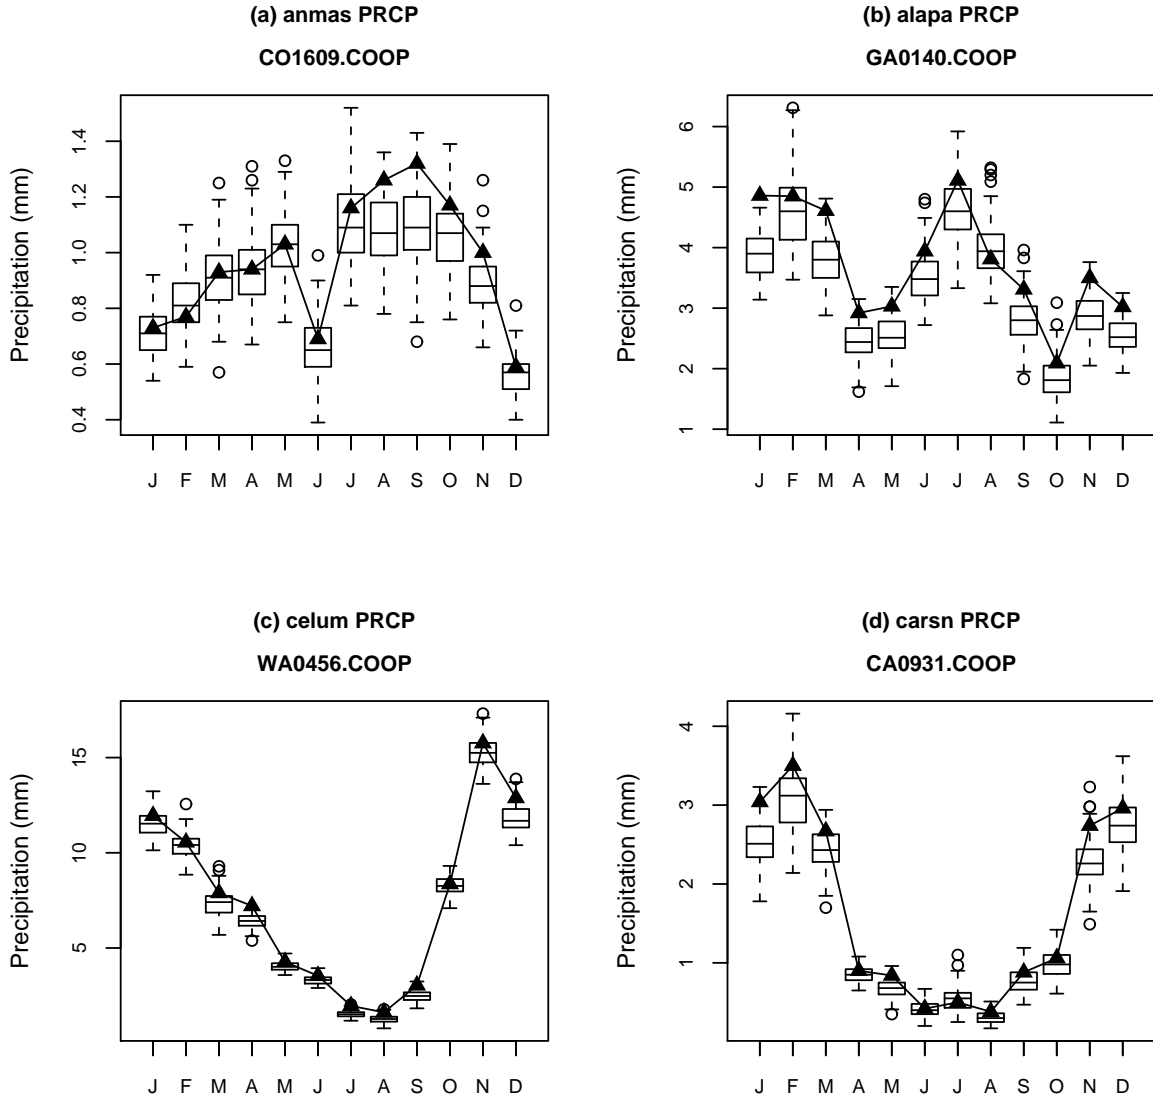 (a) anmas PRCP
CO1609.COOP
Precipitation (mm)
1.4
1.2
1.0
0.8
0.6
0.4
J F M A M J J A S O N D
(b) alapa PRCP
GA0140.COOP
Precipitation (mm)
6
5
4
3
2
1
J F M A M J J A S O N D
(c) celum PRCP
WA0456.COOP
Precipitation (mm)
15
10
5
J F M A M J J A S O N D
(d) carsn PRCP
CA0931.COOP
Precipitation (mm)
4
3
2
1
J F M A M J J A S O N D